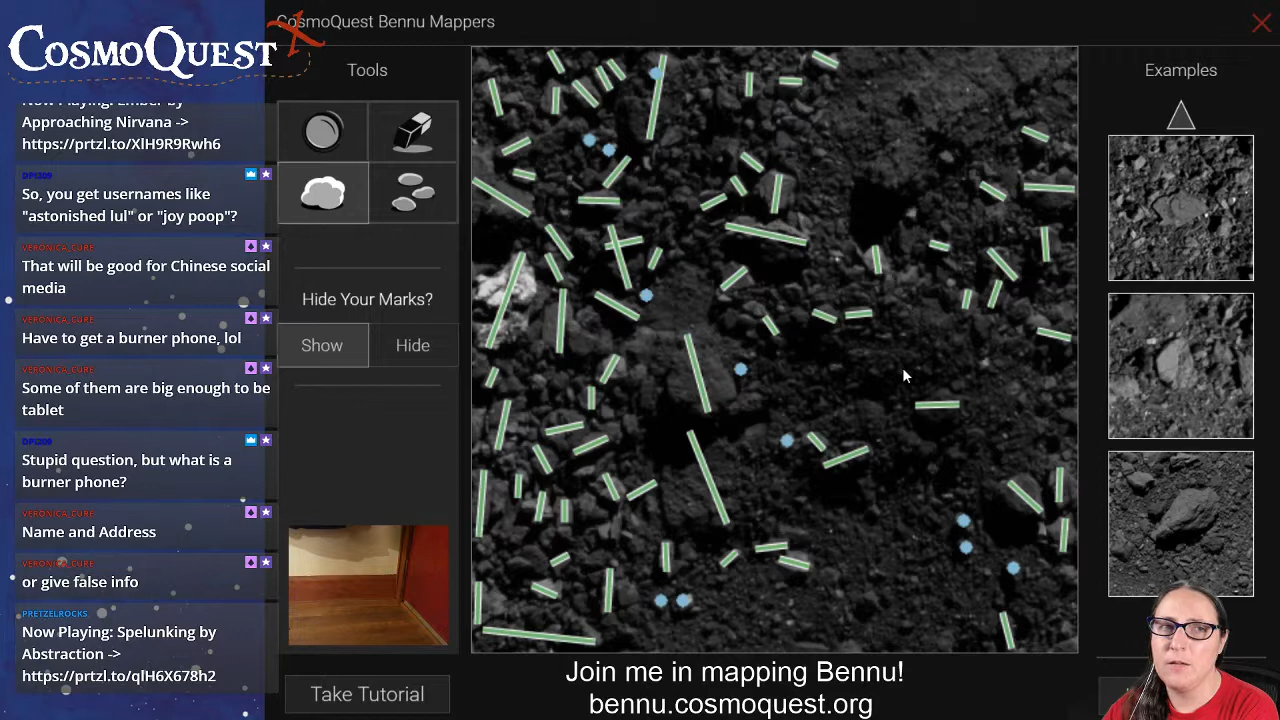 COSMOQUEST X
CosmoQuest Bennu Mappers
Tools
Examples
Now Playing: Ember by
Approaching Nirvana ->
https://prtzl.to/XlH9R9Rwh6
So, you get usernames like
"astonished lul" or "joy poop"?
VERONICA_CURE
That will be good for Chinese social
media
VERONICA_CURE
Have to get a burner phone, lol
VERONICA_CURE
Some of them are big enough to be
tablet
Stupid question, but what is a
burner phone?
VERONICA_CURE
Name and Address
VERONICA_CURE
or give false info
PRETZELROCKS
Now Playing: Spelunking by
Abstraction ->
https://prtzl.to/qlH6X678h2
Hide Your Marks?
Show
Hide
Take Tutorial
Join me in mapping Bennu!
bennu.cosmoquest.org